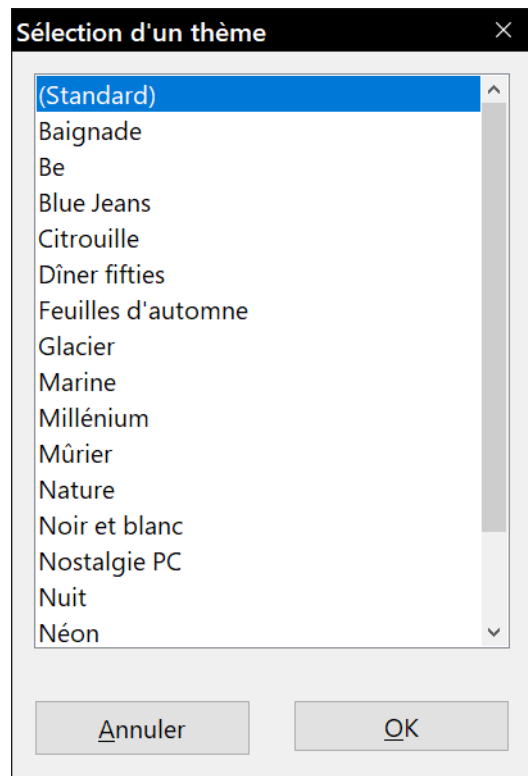 Sélection d'un thème
(Standard)
Baignade
Be
Blue Jeans
Citrouille
Dîner fifties
Feuilles d'automne
Glacier
Marine
Millénium
Mûrier
Nature
Noir et blanc
Nostalgie PC
Nuit
Néon
Annuler
OK